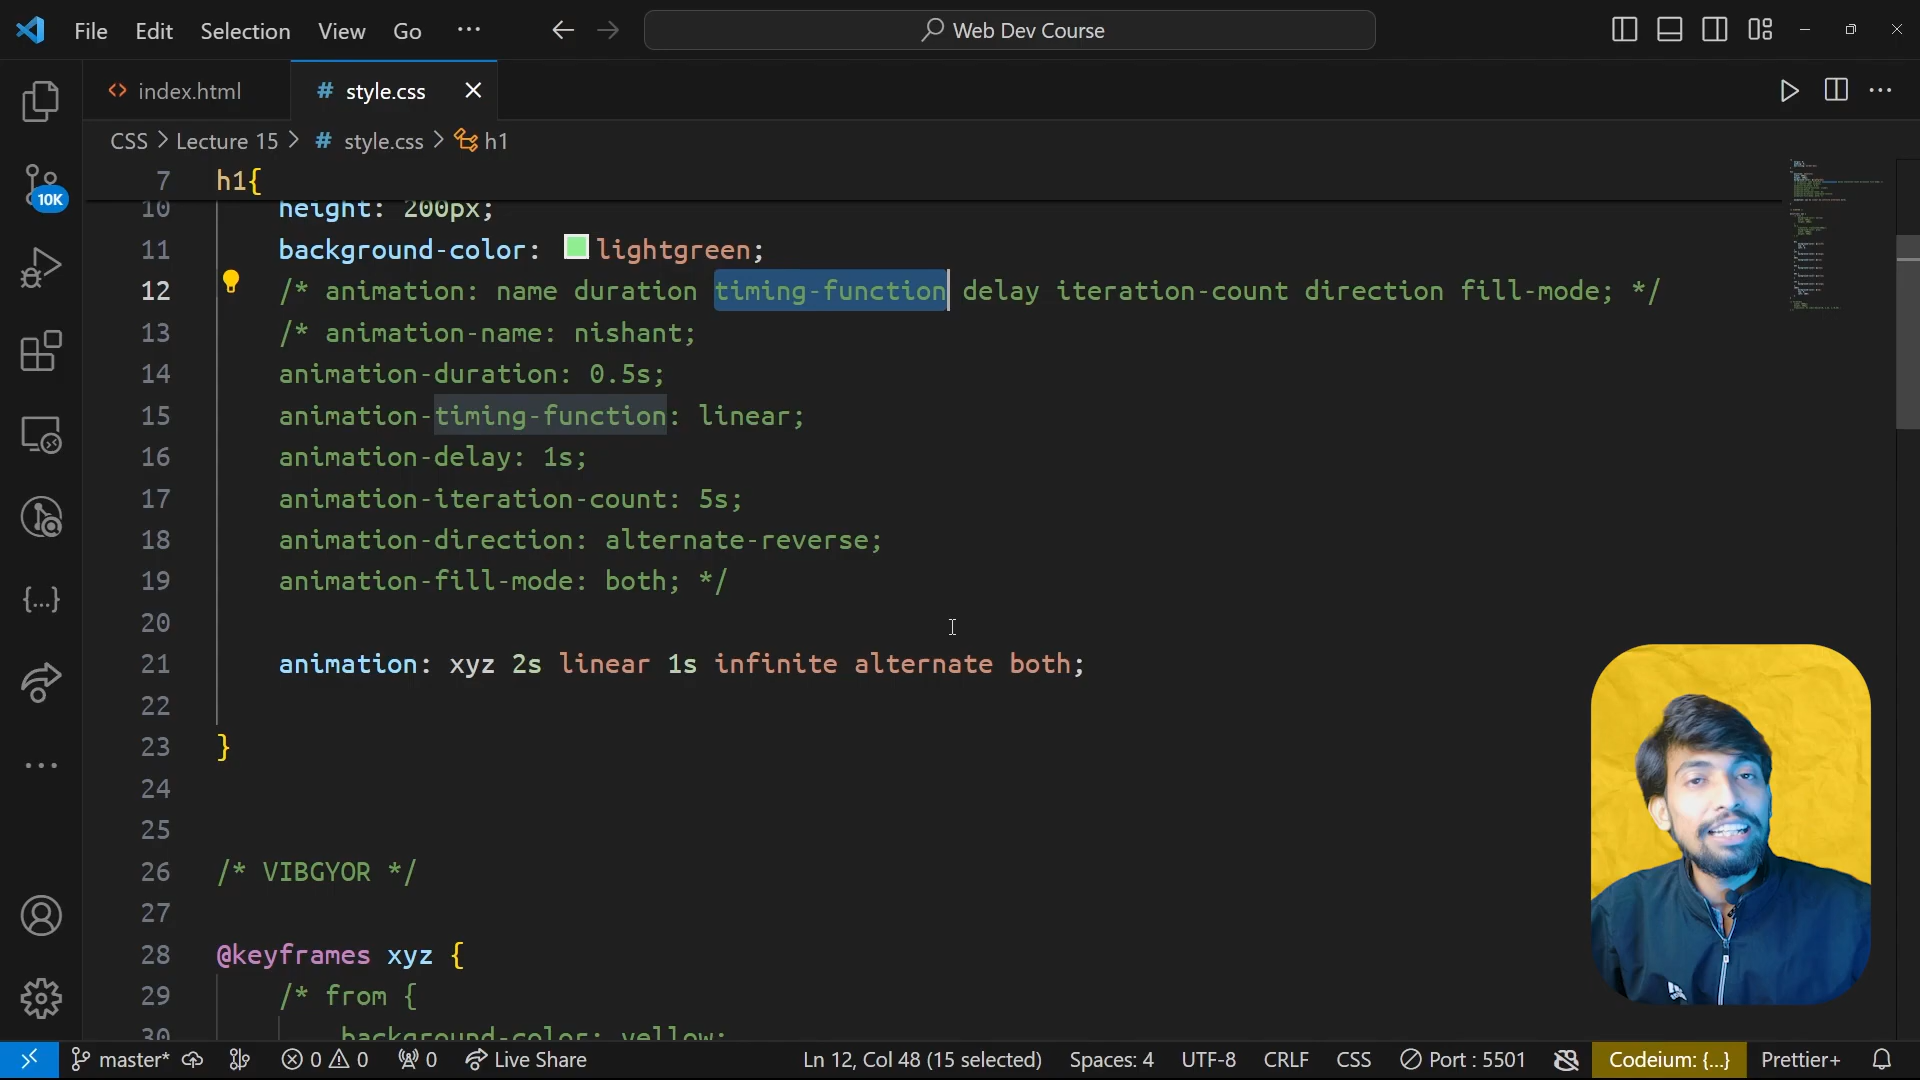 File Edit Selection View Go ··· Web Dev Course
index.html # style.css
CSS > Lecture 15 > # style.css > h1
7 h1{
10 height: 200px;
11 background-color: lightgreen;
12 /* animation: name duration timing-function delay iteration-count direction fill-mode; */
13 /* animation-name: nishant;
14 animation-duration: 0.5s;
15 animation-timing-function: linear;
16 animation-delay: 1s;
17 animation-iteration-count: 5s;
18 animation-direction: alternate-reverse;
19 animation-fill-mode: both; */
20
21 animation: xyz 2s linear 1s infinite alternate both;
22
23 }
24
25
26 /* VIBGYOR */
27
28 @keyframes xyz {
29 /* from {
30 background-color: yellow;
10K
master* 0 0 0 Live Share Ln 12, Col 48 (15 selected) Spaces: 4 UTF-8 CRLF CSS Port : 5501 Codeium: {...} Prettier+